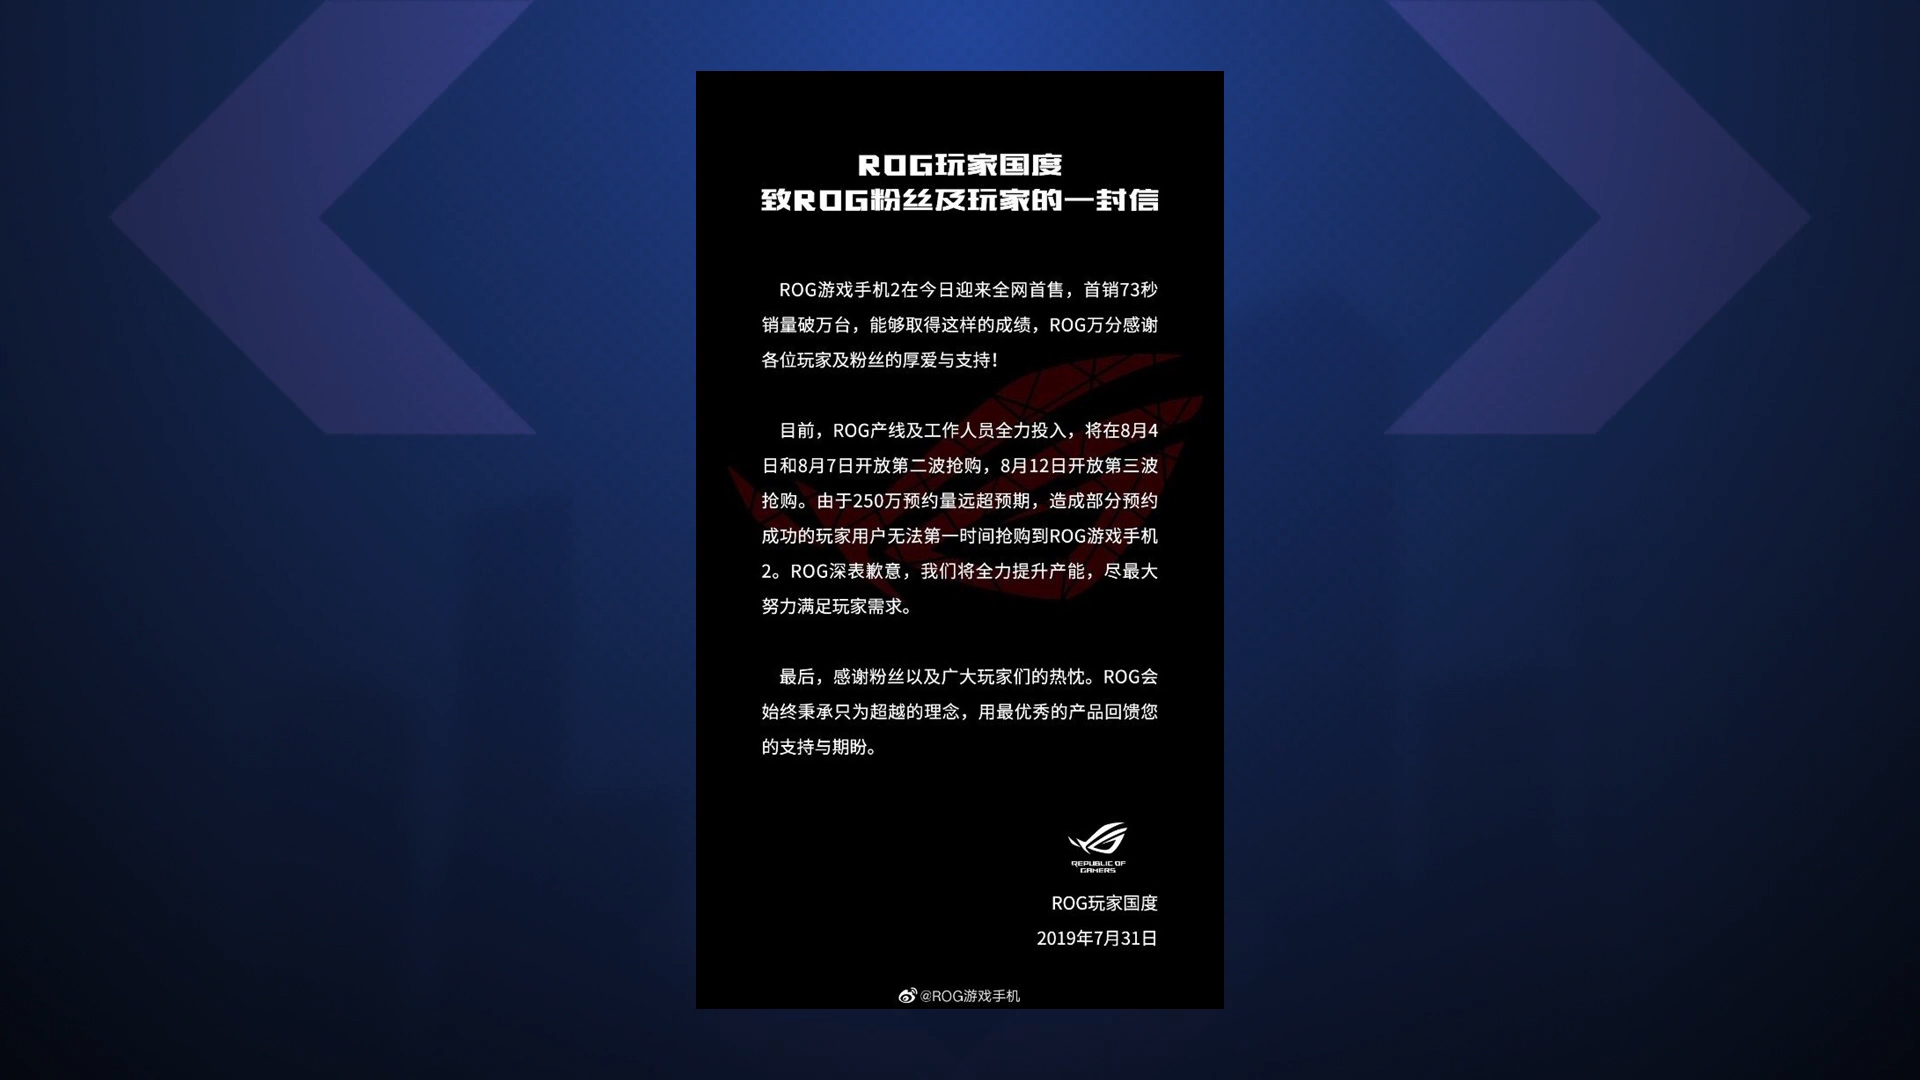 ROG玩家国度
致ROG粉丝及玩家的一封信
ROG游戏手机2在今日迎来全网首售，首销73秒
销量破万台，能够取得这样的成绩，ROG万分感谢
各位玩家及粉丝的厚爱与支持！
目前，ROG产线及工作人员全力投入，将在8月4
日和8月7日开放第二波抢购，8月12日开放第三波
抢购。由于250万预约量远超预期，造成部分预约
成功的玩家用户无法第一时间抢购到ROG游戏手机
2。ROG深表歉意，我们将全力提升产能，尽最大
努力满足玩家需求。
最后，感谢粉丝以及广大玩家们的热忱。ROG会
始终秉承只为超越的理念，用最优秀的产品回馈您
的支持与期盼。
REPUBLIC OF
GAMERS
ROG玩家国度
2019年7月31日
@ROG游戏手机